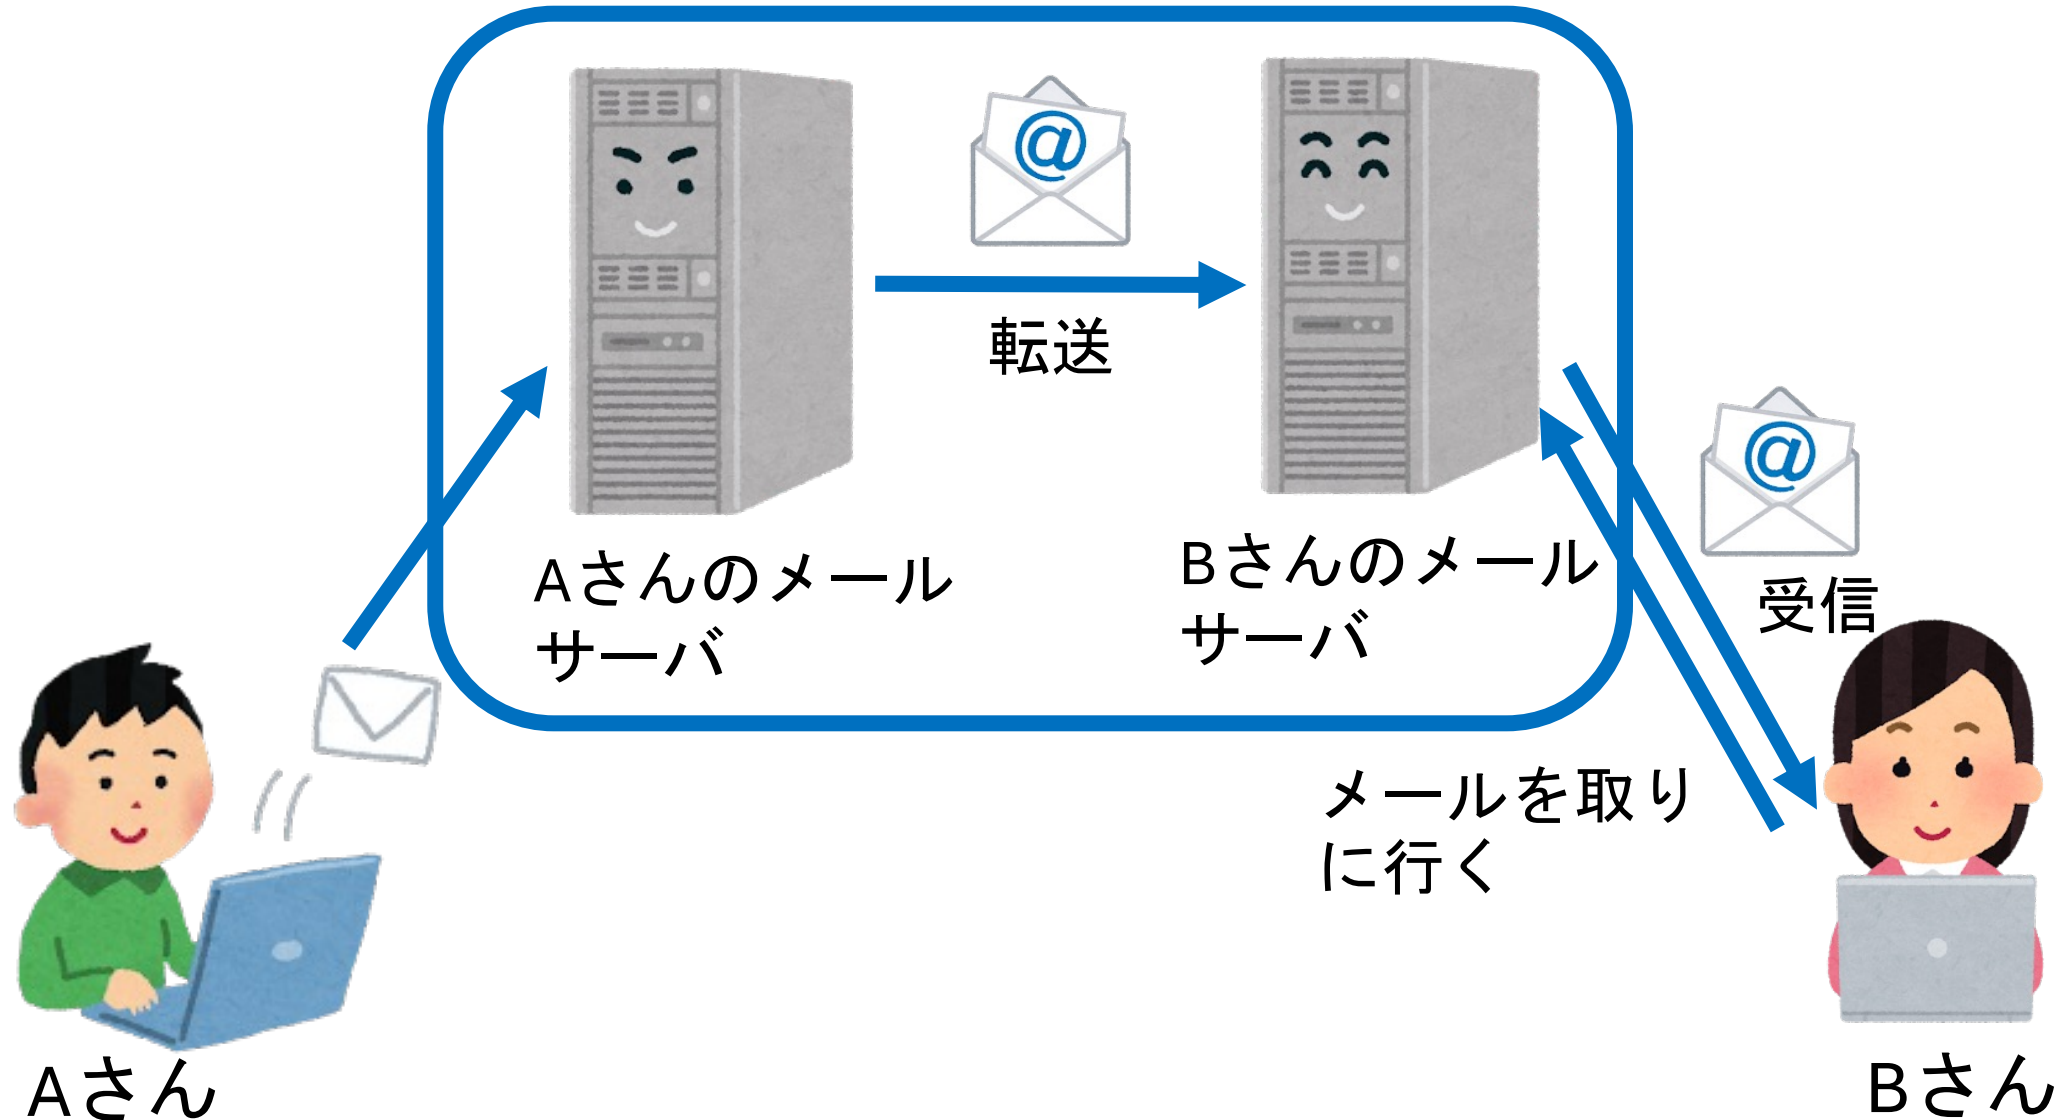 @
転送
@
受信
Aさんのメール
サーバ
Bさんのメール
サーバ
メールを取り
に行く
Aさん
Bさん